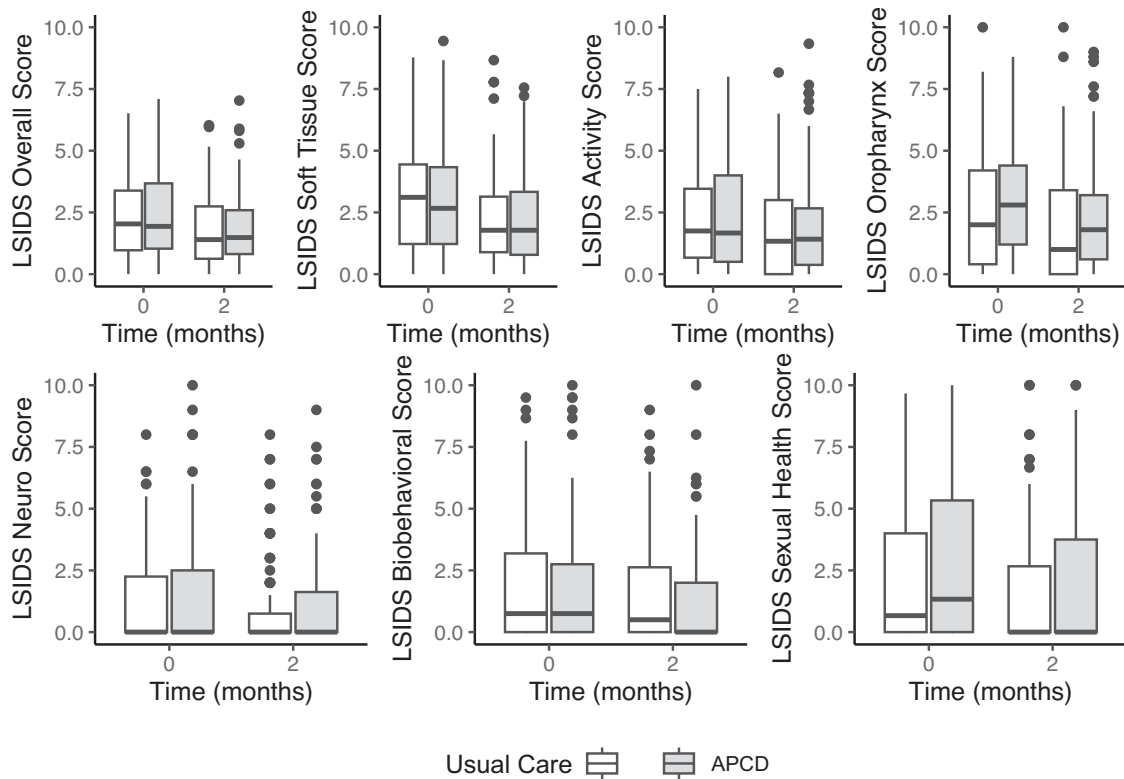 LSIDS Overall Score
10.0
7.5
5.0
2.5
0.0
0 2
Time (months)
LSIDS Soft Tissue Score
10.0
7.5
5.0
2.5
0.0
0 2
Time (months)
LSIDS Activity Score
10.0
7.5
5.0
2.5
0.0
0 2
Time (months)
LSIDS Oropharynx Score
10.0
7.5
5.0
2.5
0.0
0 2
Time (months)
LSIDS Neuro Score
10.0
7.5
5.0
2.5
0.0
0 2
Time (months)
LSIDS Biobehavioral Score
10.0
7.5
5.0
2.5
0.0
0 2
Time (months)
LSIDS Sexual Health Score
10.0
7.5
5.0
2.5
0.0
0 2
Time (months)
Usual Care APCD